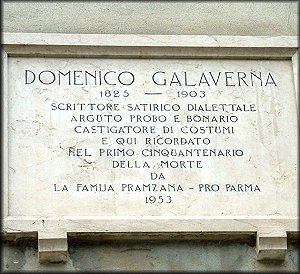 DOMENICO GALAVERNA
1825 — 1903
SCRITTORE SATIRICO DIALETTALE
ARGUTO PROBO E BONARIO
CASTIGATORE DI COSTUMI
E QUI RICORDATO
NEL PRIMO CINQUANTENARIO
DELLA MORTE
DA
LA FAMIJA PRAMZANA - PRO PARMA
1953